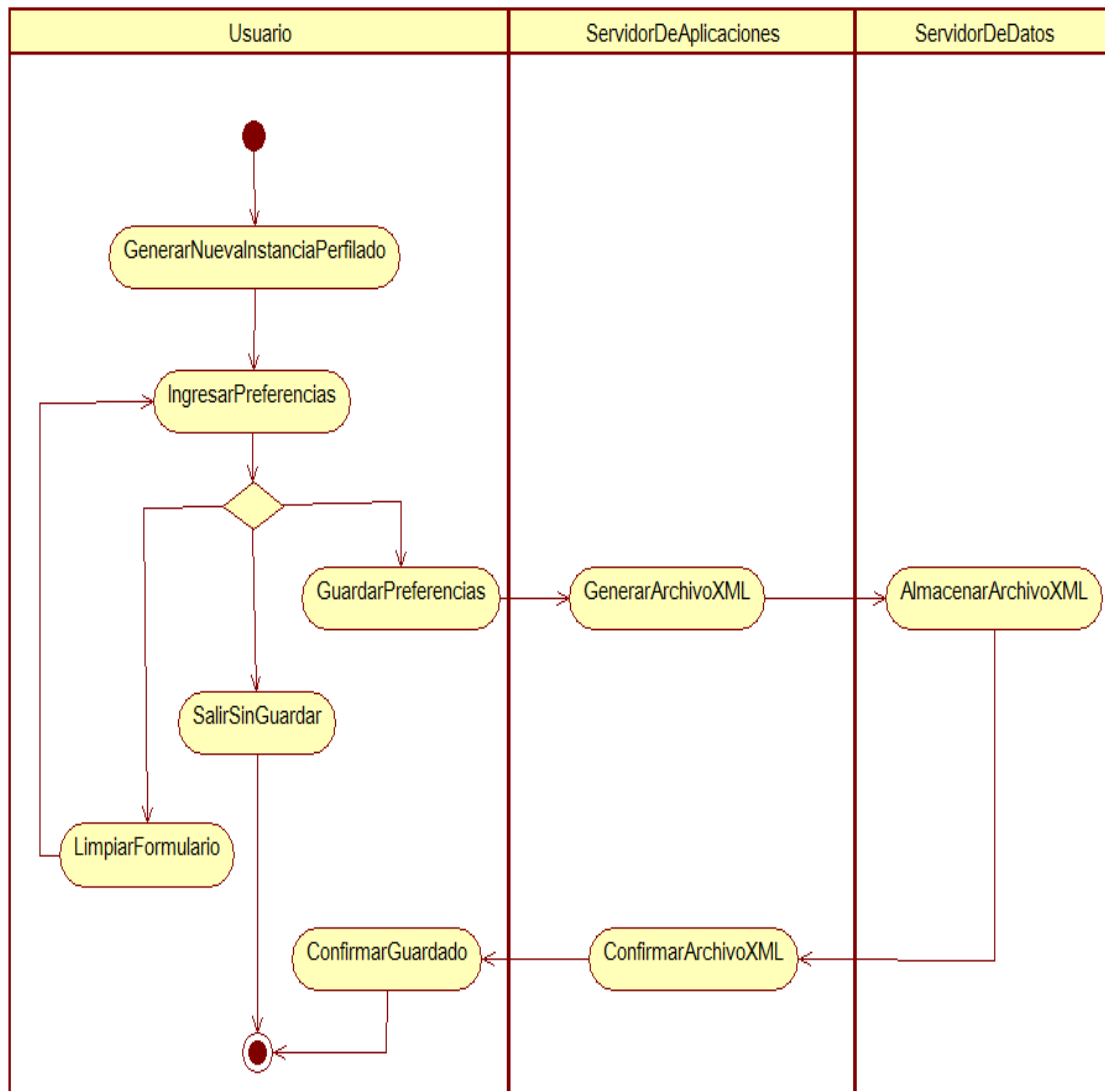 Usuario
ServidorDeAplicaciones
ServidorDeDatos
GenerarNuevaInstanciaPerfilado
IngresarPreferencias
GuardarPreferencias
GenerarArchivoXML
AlmacenarArchivoXML
SalirSinGuardar
LimpiarFormulario
ConfirmarGuardado
ConfirmarArchivoXML